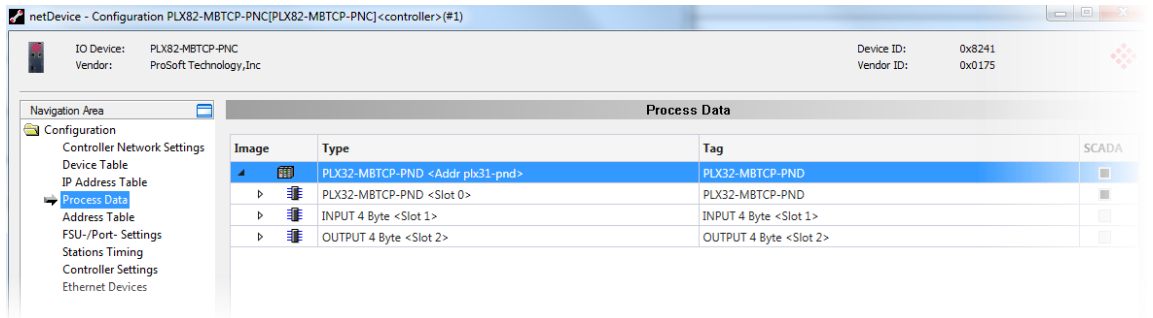 netDevice - Configuration PLX82-MBTCP-PNC[PLX82-MBTCP-PNC]<controller>(#1)
IO Device: PLX82-MBTCP-PNC Device ID: 0x8241
Vendor: ProSoft Technology,Inc Vendor ID: 0x0175
Navigation Area
Process Data
Configuration
Controller Network Settings
Device Table
IP Address Table
Process Data
Address Table
FSU-/Port- Settings
Stations Timing
Controller Settings
Ethernet Devices
Image Type Tag SCADA
PLX32-MBTCP-PND <Addr plx31-pnd> PLX32-MBTCP-PND
PLX32-MBTCP-PND <Slot 0> PLX32-MBTCP-PND
INPUT 4 Byte <Slot 1> INPUT 4 Byte <Slot 1>
OUTPUT 4 Byte <Slot 2> OUTPUT 4 Byte <Slot 2>